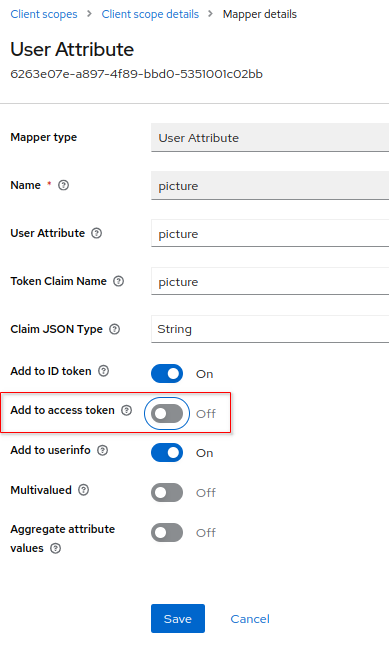 Client scopes > Client scope details > Mapper details
User Attribute
6263e07e-a897-4f89-bbd0-5351001c02bb
Mapper type User Attribute
Name * picture
User Attribute picture
Token Claim Name picture
Claim JSON Type String
Add to ID token On
Add to access token Off
Add to userinfo On
Multivalued Off
Aggregate attribute Off
values
Save Cancel